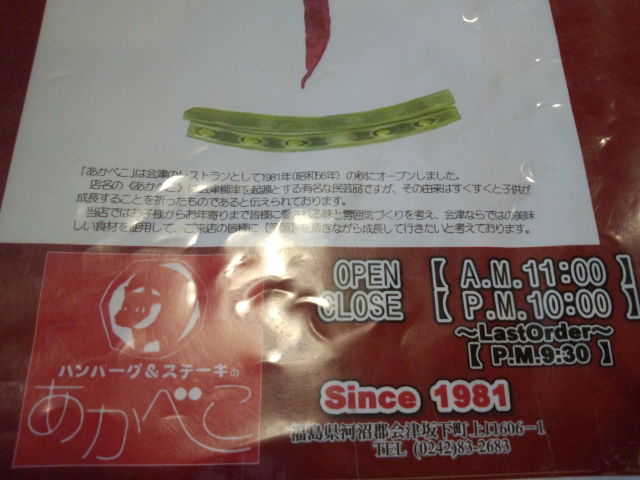 「あかべこ」は会津のレストランとして1981年(昭和56年）の秋にオープンしました。
店名の《あかべこ》に会津柳津を起源とする有名な民芸品ですが、その由来はすくすくと子供が
成長することを祈ったものであると伝えられております。
当店ではお子様からお年寄りまで皆様に愛される味と雰囲気づくりを考え、会津ならではの美味
しい食材を使用して、ご来店の皆様に【笑顔】を頂きながら成長して行きたいと考えております。
OPEN 【 A.M.11:00 】
CLOSE 【 P.M.10:00 】
～LastOrder～
【 P.M.9:30 】
ハンバーグ&ステーキの
あかべこ
Since 1981
福島県河沼郡会津坂下町上口606-1
TEL (0242)83-2683